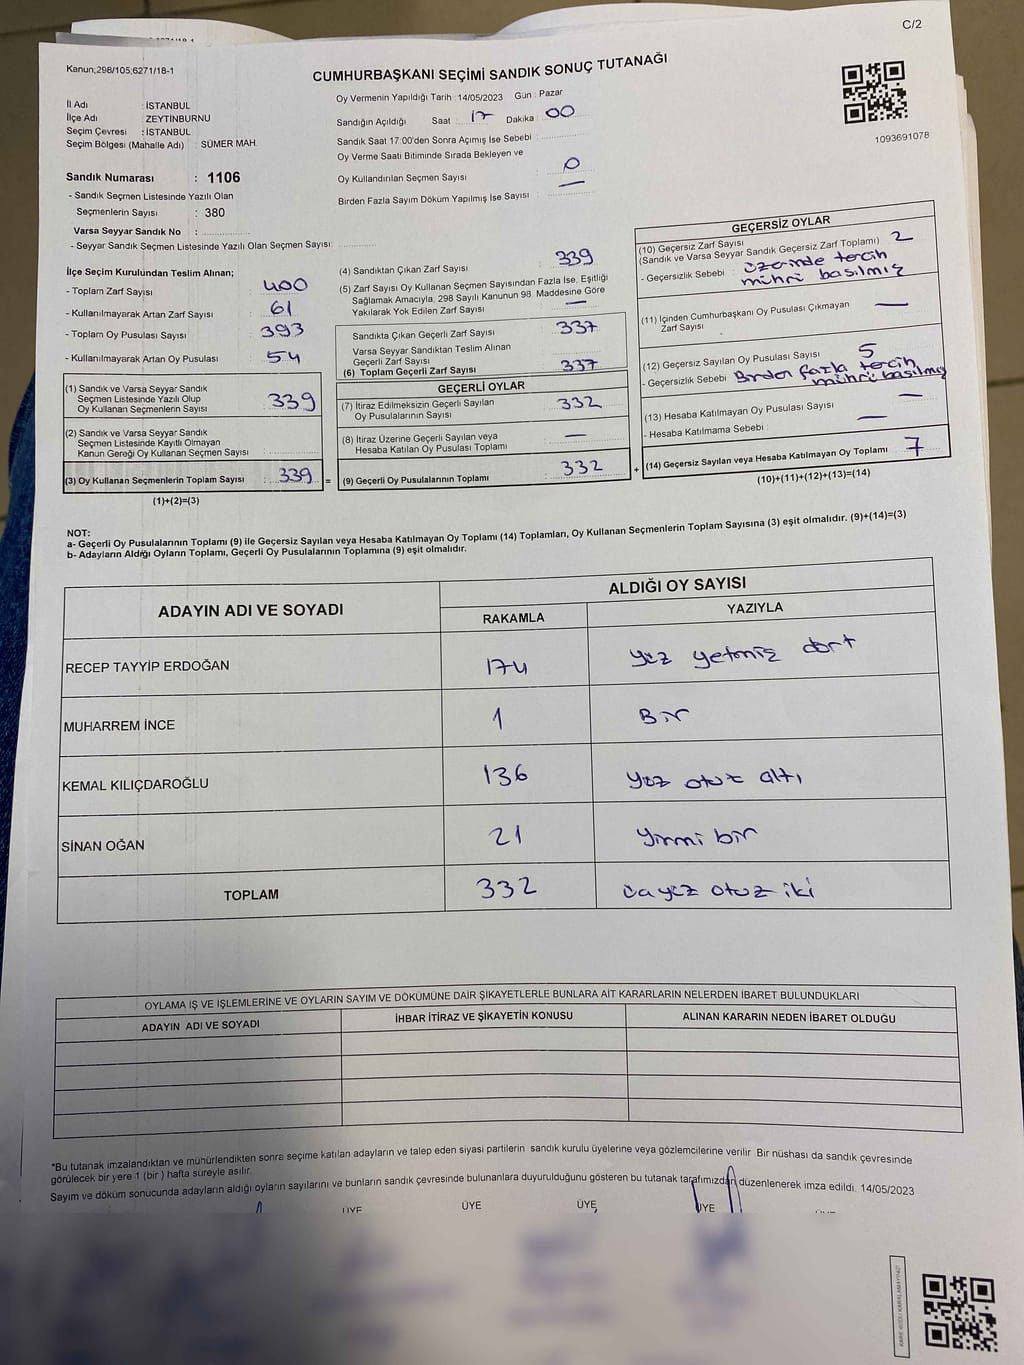 C/2
Kanun;298/105;6271/18-1
CUMHURBAŞKANI SEÇİMİ SANDIK SONUÇ TUTANAĞI
1093691078
İl Adı : İSTANBUL
İlçe Adı : ZEYTİNBURNU
Seçim Çevresi : İSTANBUL
Seçim Bölgesi (Mahalle Adı) : SÜMER MAH.
Sandık Numarası : 1106
- Sandık Seçmen Listesinde Yazılı Olan
Seçmenlerin Sayısı : 380
Varsa Seyyar Sandık No :
- Seyyar Sandık Seçmen Listesinde Yazılı Olan Seçmen Sayısı:
Oy Vermenin Yapıldığı Tarih : 14/05/2023 Gün : Pazar
Sandığın Açıldığı Saat : 17 Dakika : 00
Sandık Saat 17:00'den Sonra Açımış İse Sebebi :
Oy Verme Saati Bitiminde Sırada Bekleyen ve
Oy Kullandırılan Seçmen Sayısı : 0
Birden Fazla Sayım Döküm Yapılmış İse Sayısı : —
İlçe Seçim Kurulundan Teslim Alınan;
- Toplam Zarf Sayısı : 400
- Kullanılmayarak Artan Zarf Sayısı : 61
- Toplam Oy Pusulası Sayısı : 393
- Kullanılmayarak Artan Oy Pusulası : 54
(1) Sandık ve Varsa Seyyar Sandık
Seçmen Listesinde Yazılı Olup
Oy Kullanan Seçmenlerin Sayısı : 339
(2) Sandık ve Varsa Seyyar Sandık
Seçmen Listesinde Kayıtlı Olmayan
Kanun Gereği Oy Kullanan Seçmen Sayısı :
(3) Oy Kullanan Seçmenlerin Toplam Sayısı : 339 =
(1)+(2)=(3)
(4) Sandıktan Çıkan Zarf Sayısı : 339
(5) Zarf Sayısı Oy Kullanan Seçmen Sayısından Fazla İse, Eşitliği
Sağlamak Amacıyla, 298 Sayılı Kanunun 98. Maddesine Göre
Yakılarak Yok Edilen Zarf Sayısı : —
Sandıkta Çıkan Geçerli Zarf Sayısı : 337
Varsa Seyyar Sandıktan Teslim Alınan
Geçerli Zarf Sayısı :
(6) Toplam Geçerli Zarf Sayısı : 337
GEÇERLİ OYLAR
(7) İtiraz Edilmeksizin Geçerli Sayılan
Oy Pusulalarının Sayısı : 332
(8) İtiraz Üzerine Geçerli Sayılan veya
Hesaba Katılan Oy Pusulası Toplamı : —
(9) Geçerli Oy Pusulalarının Toplamı : 332 +
GEÇERSİZ OYLAR
(10) Geçersiz Zarf Sayısı
(Sandık ve Varsa Seyyar Sandık Geçersiz Zarf Toplamı) : 2
- Geçersizlik Sebebi : üzerinde tercih
mühri basılmış
(11) İçinden Cumhurbaşkanı Oy Pusulası Çıkmayan —
Zarf Sayısı
(12) Geçersiz Sayılan Oy Pusulası Sayısı : 5
- Geçersizlik Sebebi : Birden fazla tercih
mühri basılmış
(13) Hesaba Katılmayan Oy Pusulası Sayısı : —
- Hesaba Katılmama Sebebi : —
(14) Geçersiz Sayılan veya Hesaba Katılmayan Oy Toplamı : 7
(10)+(11)+(12)+(13)=(14)
NOT:
a- Geçerli Oy Pusulalarının Toplamı (9) ile Geçersiz Sayılan veya Hesaba Katılmayan Oy Toplamı (14) Toplamları, Oy Kullanan Seçmenlerin Toplam Sayısına (3) eşit olmalıdır. (9)+(14)=(3)
b- Adayların Aldığı Oyların Toplamı, Geçerli Oy Pusulalarının Toplamına (9) eşit olmalıdır.
ADAYIN ADI VE SOYADI ALDIĞI OY SAYISI
RAKAMLA YAZIYLA
RECEP TAYYİP ERDOĞAN 174 yüz yetmiş dört
MUHARREM İNCE 1 Bir
KEMAL KILIÇDAROĞLU 136 yüz otuz altı
SİNAN OĞAN 21 yirmi bir
TOPLAM 332 üçyüz otuz iki
OYLAMA İŞ VE İŞLEMLERİNE VE OYLARIN SAYIM VE DÖKÜMÜNE DAİR ŞİKAYETLERLE BUNLARA AİT KARARLARIN NELERDEN İBARET BULUNDUKLARI
ADAYIN ADI VE SOYADI İHBAR İTİRAZ VE ŞİKAYETİN KONUSU ALINAN KARARIN NEDEN İBARET OLDUĞU
*Bu tutanak imzalandıktan ve mühürlendikten sonra seçime katılan adayların ve talep eden siyasi partilerin sandık kurulu üyelerine veya gözlemcilerine verilir. Bir nüshası da sandık çevresinde
görülecek bir yere 1 (bir ) hafta süreyle asılır.
Sayım ve döküm sonucunda adayların aldığı oyların sayılarını ve bunların sandık çevresinde bulunanlara duyurulduğunu gösteren bu tutanak tarafımızdan düzenlenerek imza edildi. 14/05/2023
ÜYE ÜYE ÜYE ÜYE